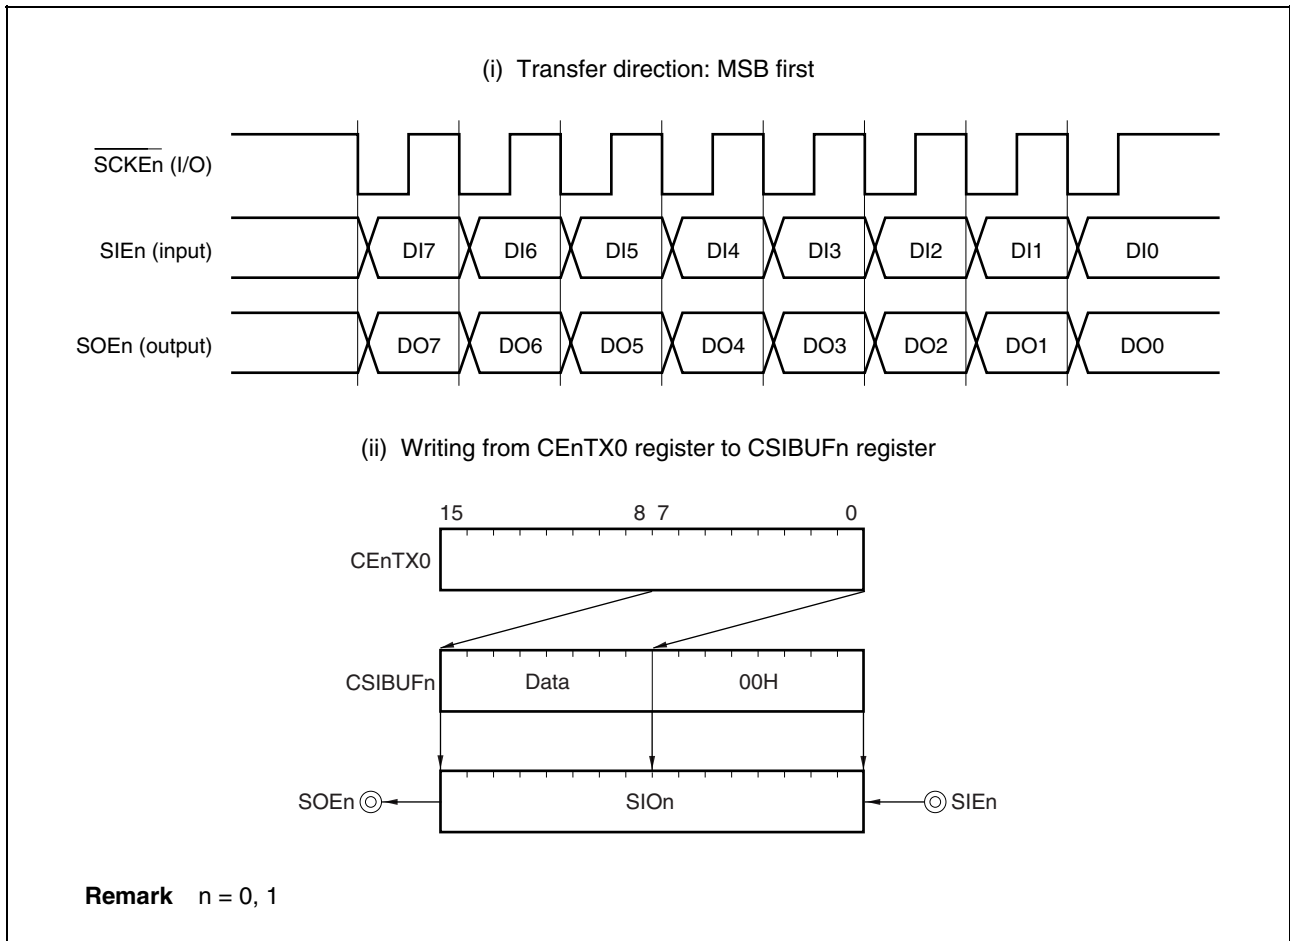 (i) Transfer direction: MSB first
SCKEn (I/O)
SIEn (input) DI7 DI6 DI5 DI4 DI3 DI2 DI1 DI0
SOEn (output) DO7 DO6 DO5 DO4 DO3 DO2 DO1 DO0
(ii) Writing from CEnTX0 register to CSIBUFn register
15 8 7 0
CEnTX0
CSIBUFn Data 00H
SOEn SIOn SIEn
Remark n = 0, 1